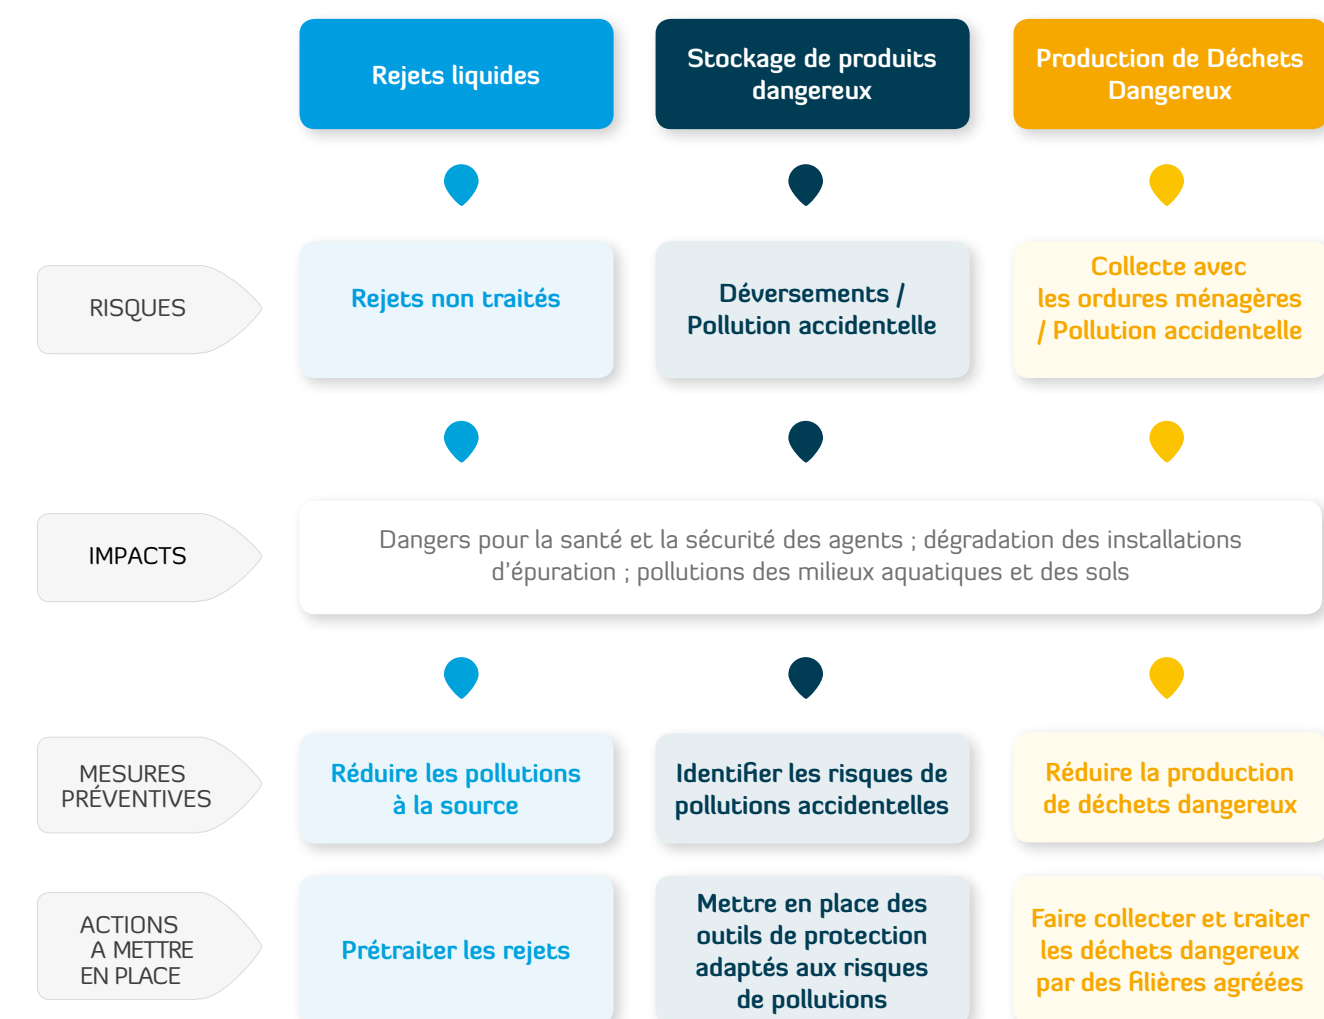 Rejets liquides
Stockage de produits
dangereux
Production de Déchets
Dangereux
RISQUES
Rejets non traités
Déversements /
Pollution accidentelle
Collecte avec
les ordures ménagères
/ Pollution accidentelle
IMPACTS
Dangers pour la santé et la sécurité des agents ; dégradation des installations
d'épuration ; pollutions des milieux aquatiques et des sols
MESURES
PRÉVENTIVES
Réduire les pollutions
à la source
Identifier les risques de
pollutions accidentelles
Réduire la production
de déchets dangereux
ACTIONS
A METTRE
EN PLACE
Prétraiter les rejets
Mettre en place des
outils de protection
adaptés aux risques
de pollutions
Faire collecter et traiter
les déchets dangereux
par des filières agréées